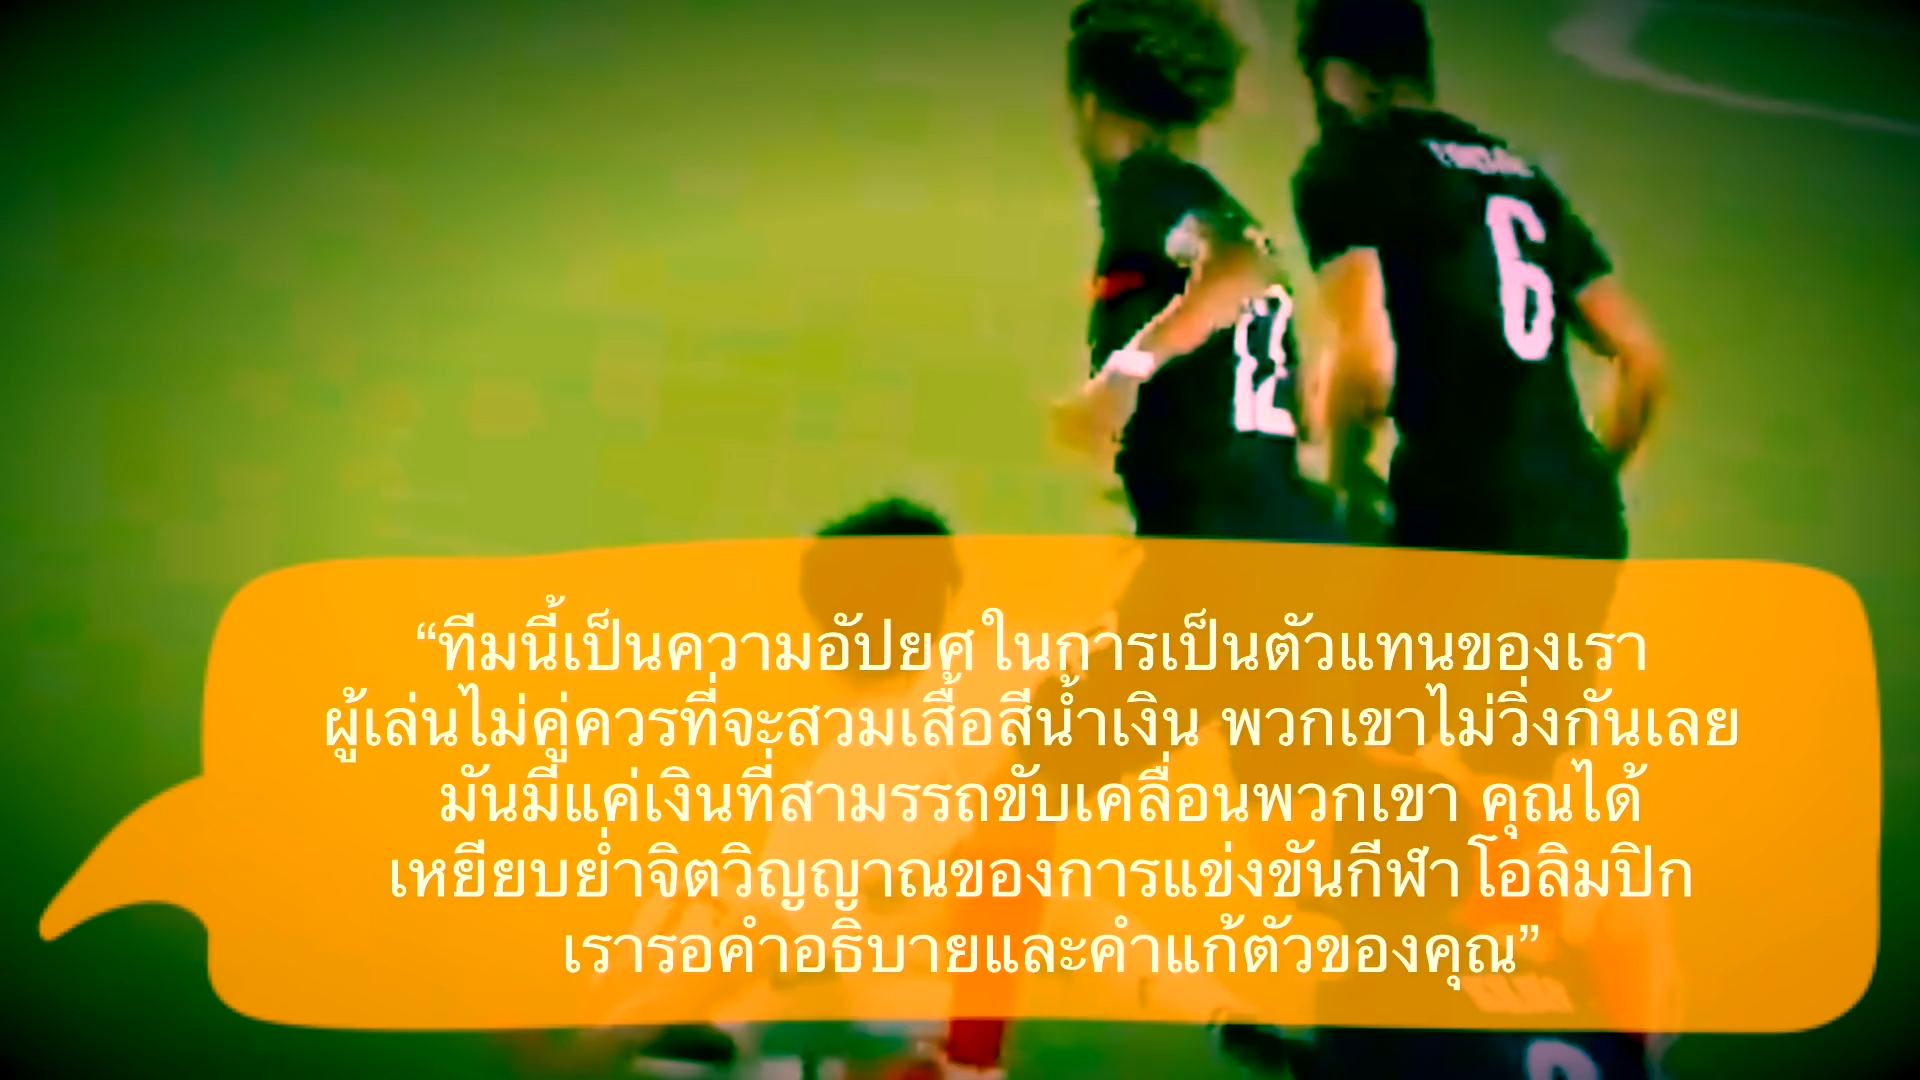 6
12
“ทีมนี้เป็นความอัปยศในการเป็นตัวแทนของเรา
ผู้เล่นไม่คู่ควรที่จะสวมเสื้อสีน้ำเงิน พวกเขาไม่วิ่งกันเลย
มันมีแค่เงินที่สามรรถขับเคลื่อนพวกเขา คุณได้
เหยียบย่ำจิตวิญญาณของการแข่งขันกีฬาโอลิมปิก
เรารอคำอธิบายและคำแก้ตัวของคุณ”